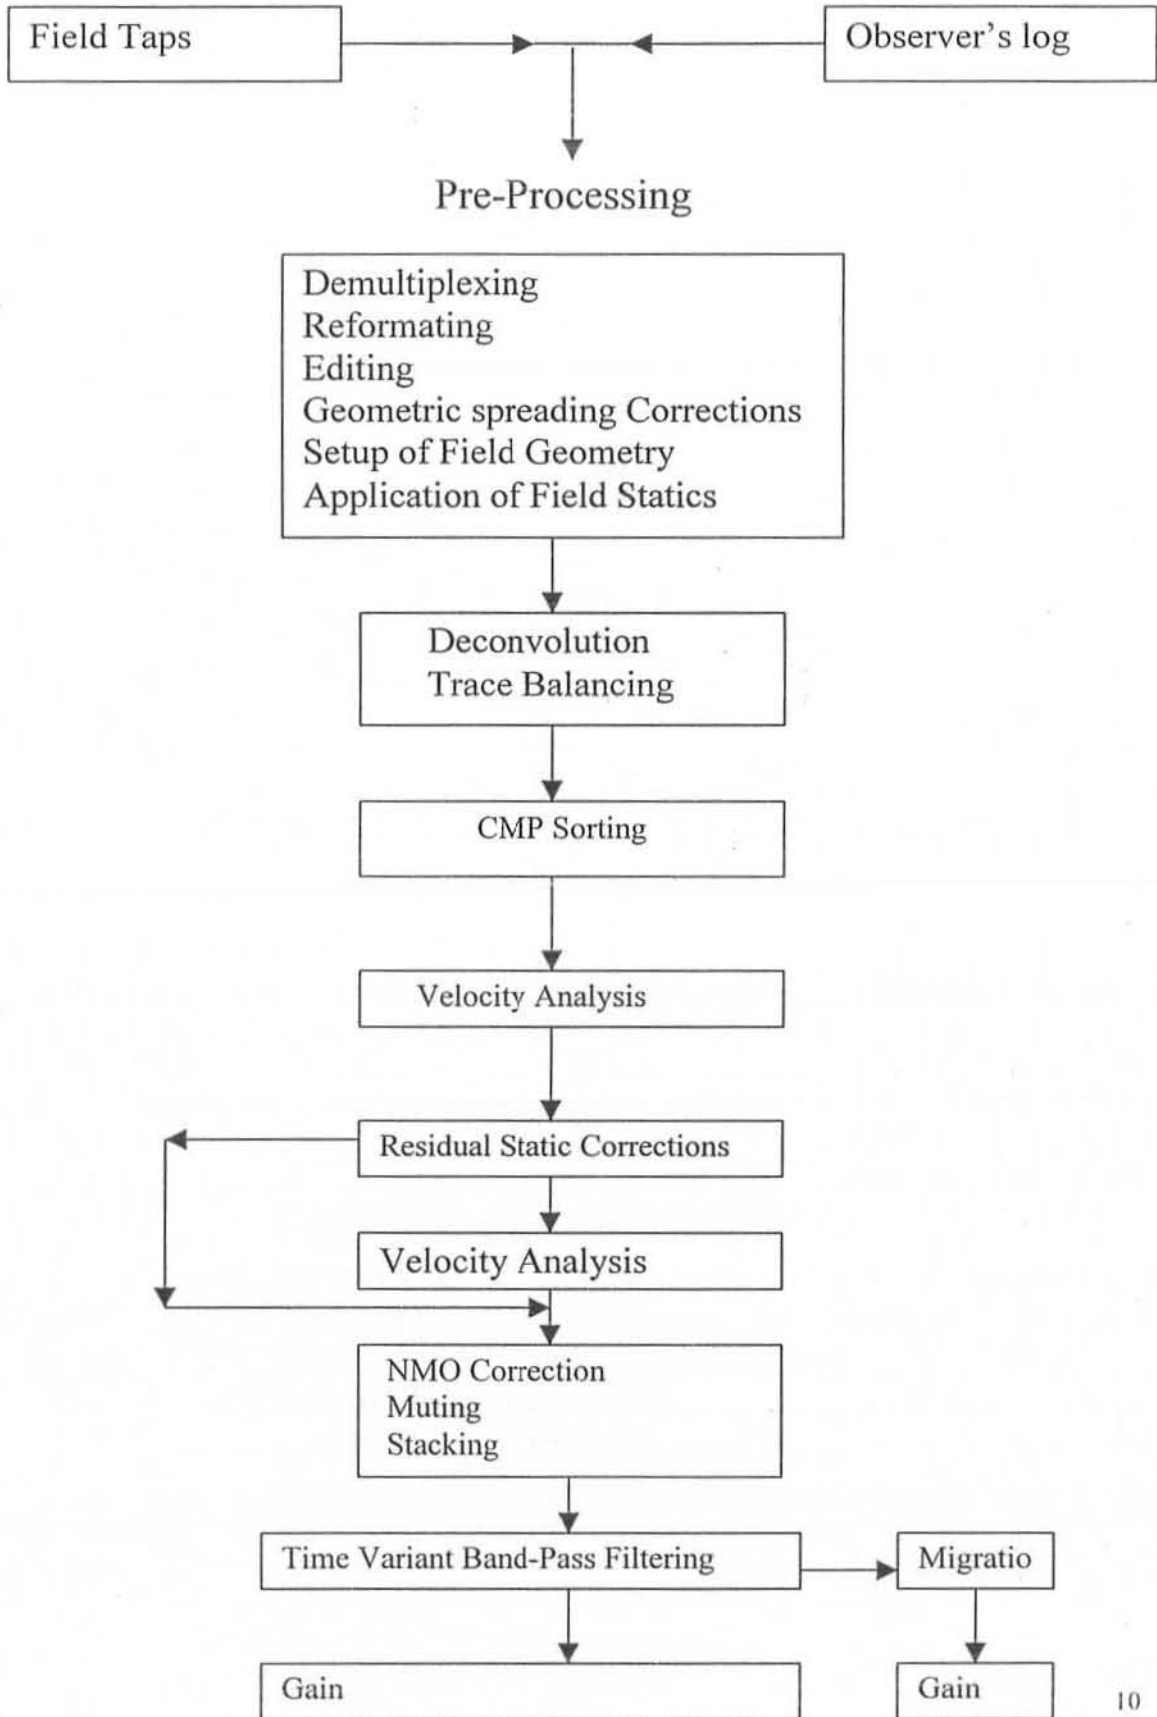 Field Taps
Observer's log
Pre-Processing
Demultiplexing
Reformating
Editing
Geometric spreading Corrections
Setup of Field Geometry
Application of Field Statics
Deconvolution
Trace Balancing
CMP Sorting
Velocity Analysis
Residual Static Corrections
Velocity Analysis
NMO Correction
Muting
Stacking
Time Variant Band-Pass Filtering
Migratio
Gain
Gain
10